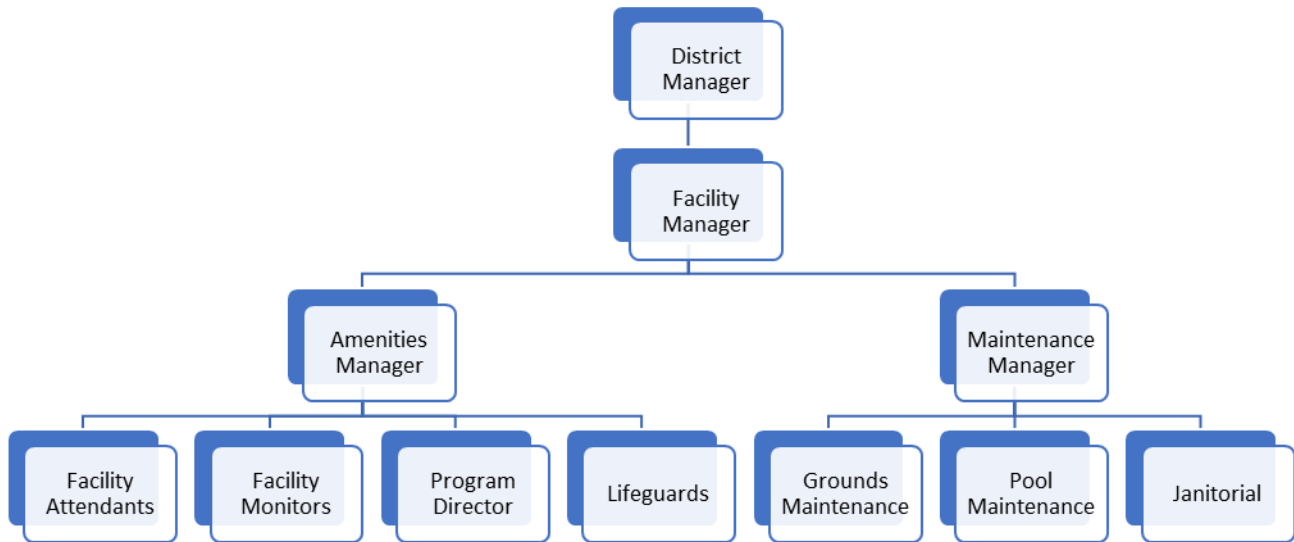 District
Manager
Facility
Manager
Amenities
Manager
Maintenance
Manager
Facility
Attendants
Facility
Monitors
Program
Director
Lifeguards
Grounds
Maintenance
Pool
Maintenance
Janitorial